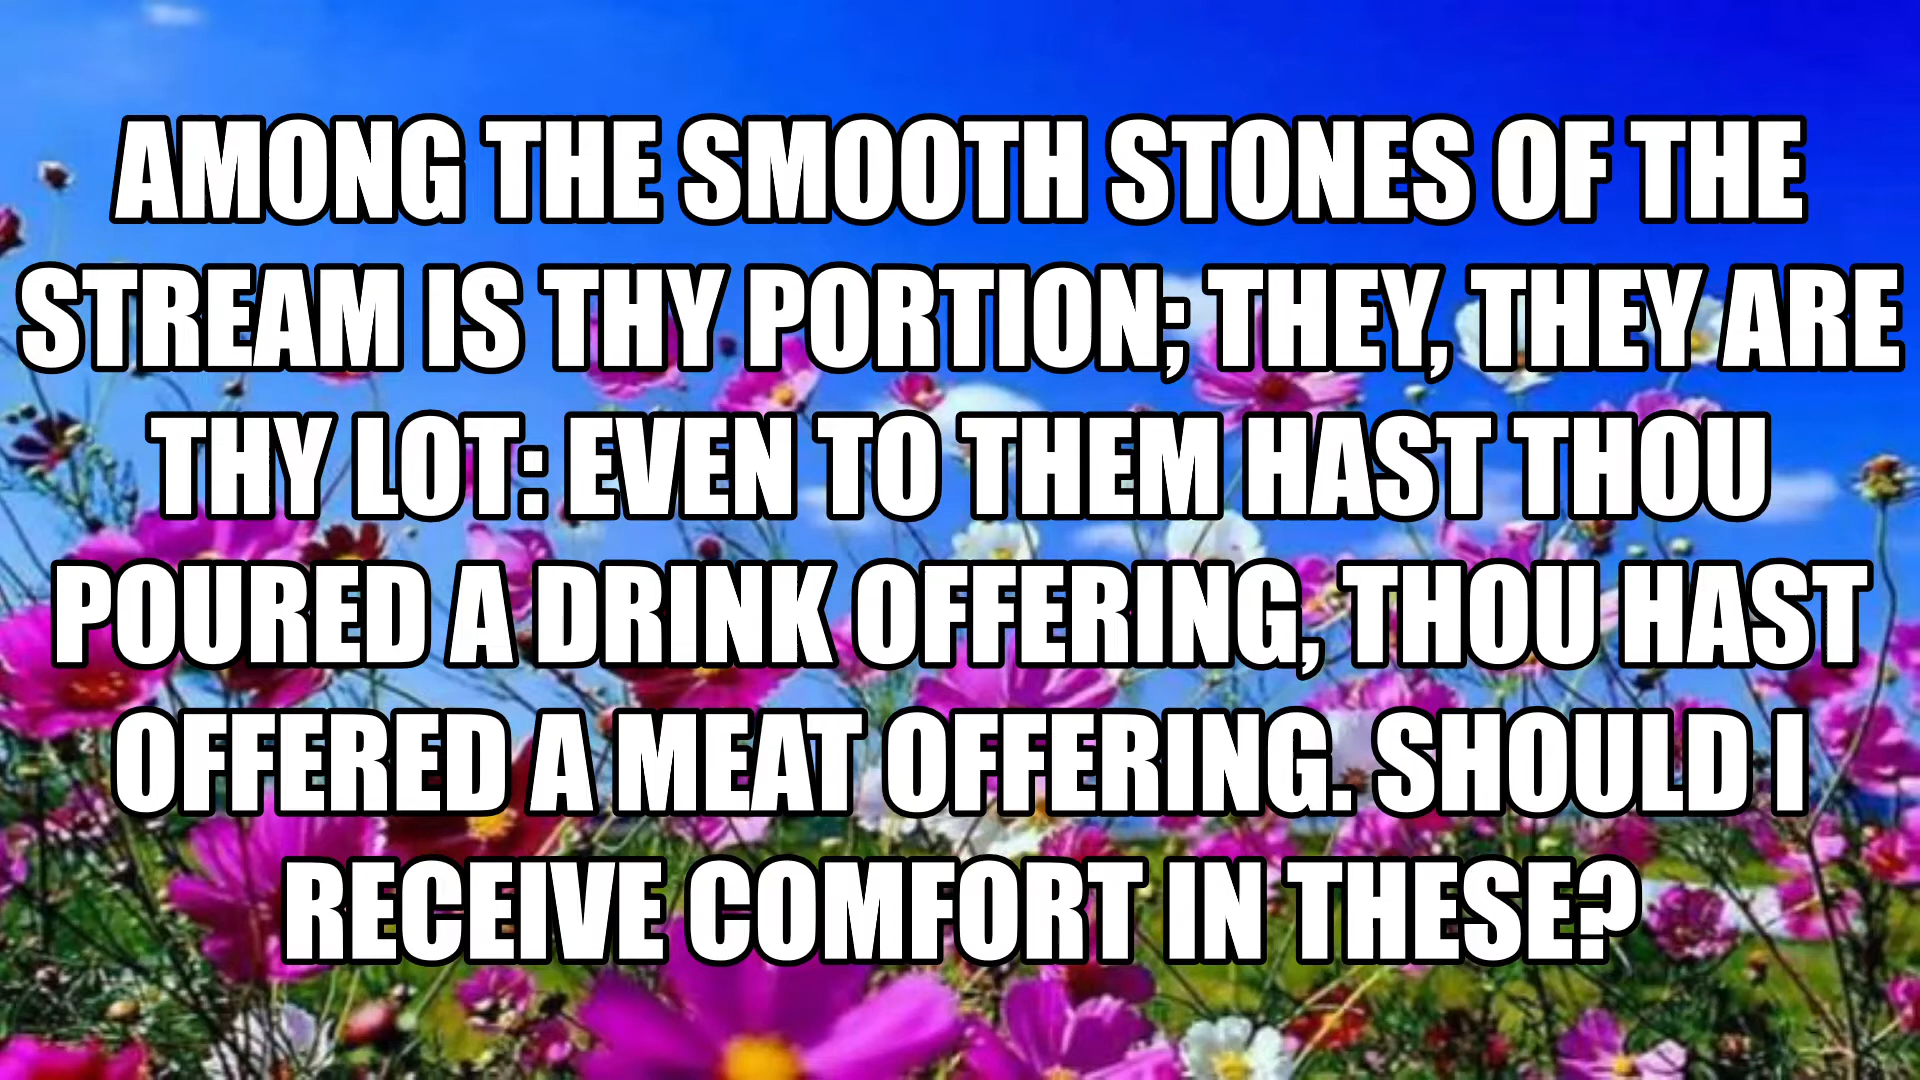 AMONG THE SMOOTH STONES OF THE
STREAM IS THY PORTION; THEY, THEY ARE
THY LOT: EVEN TO THEM HAST THOU
POURED A DRINK OFFERING, THOU HAST
OFFERED A MEAT OFFERING. SHOULD I
RECEIVE COMFORT IN THESE?